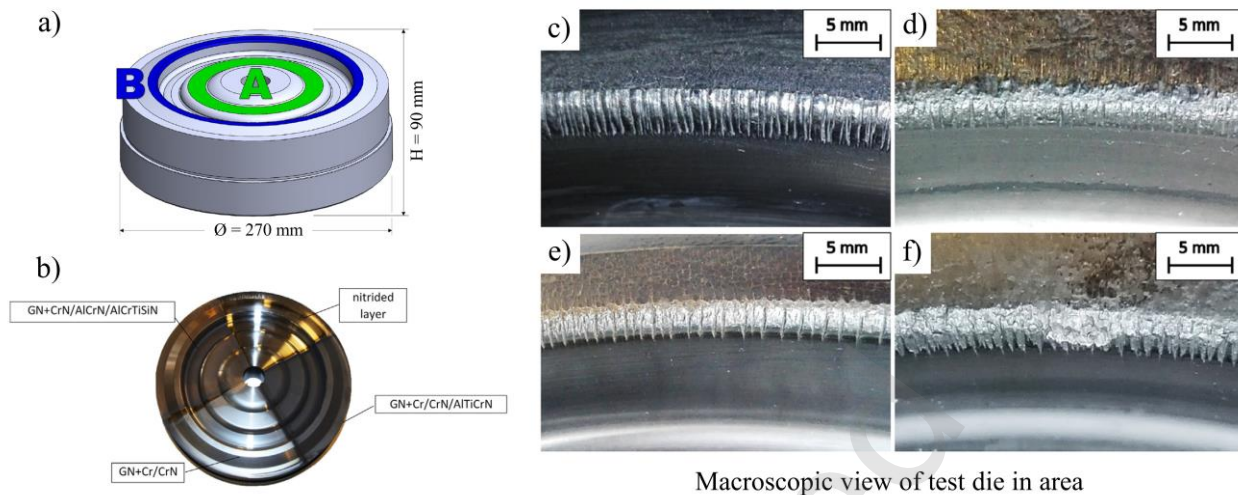 a)
B
A
H = 90 mm
Ø = 270 mm
b)
GN+CrN/AlCrN/AlCrTiSiN
nitrided
layer
GN+Cr/CrN/AlTiCrN
GN+Cr/CrN
c)
5 mm
d)
5 mm
e)
5 mm
f)
5 mm
Macroscopic view of test die in area